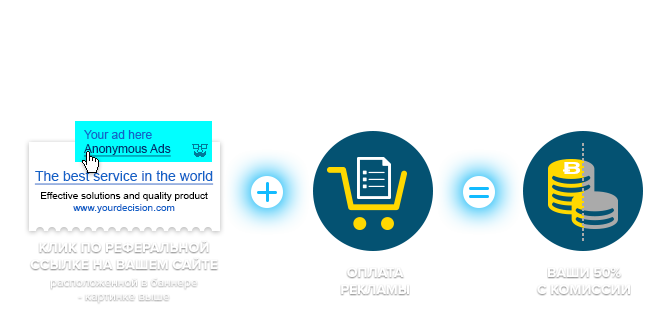 Your ad here
Anonymous Ads
The best service in the world
Effective solutions and quality product
www.yourdecision.com
КЛИК ПО РЕФЕРАЛЬНОЙ
ССЫЛКЕ НА ВАШЕМ САЙТЕ
расположенной в баннере
- картинке выше
ОПЛАТА
РЕКЛАМЫ
B
ВАШИ 50%
С КОМИССИИ